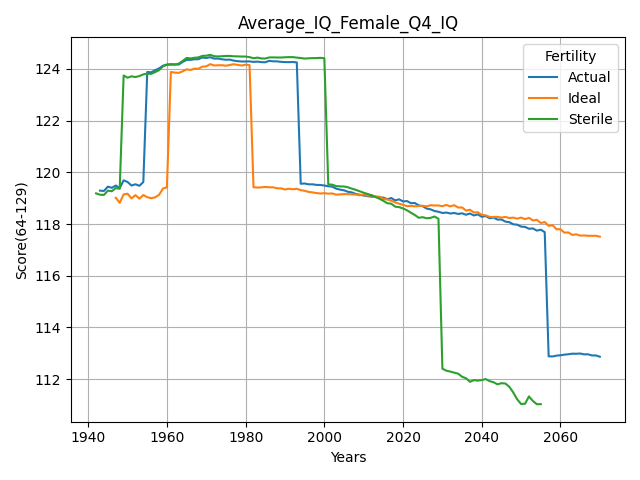 Average_IQ_Female_Q4_IQ
Fertility
Actual
Ideal
Sterile
Score(64-129)
124
122
120
118
116
114
112
1940 1960 1980 2000 2020 2040 2060
Years